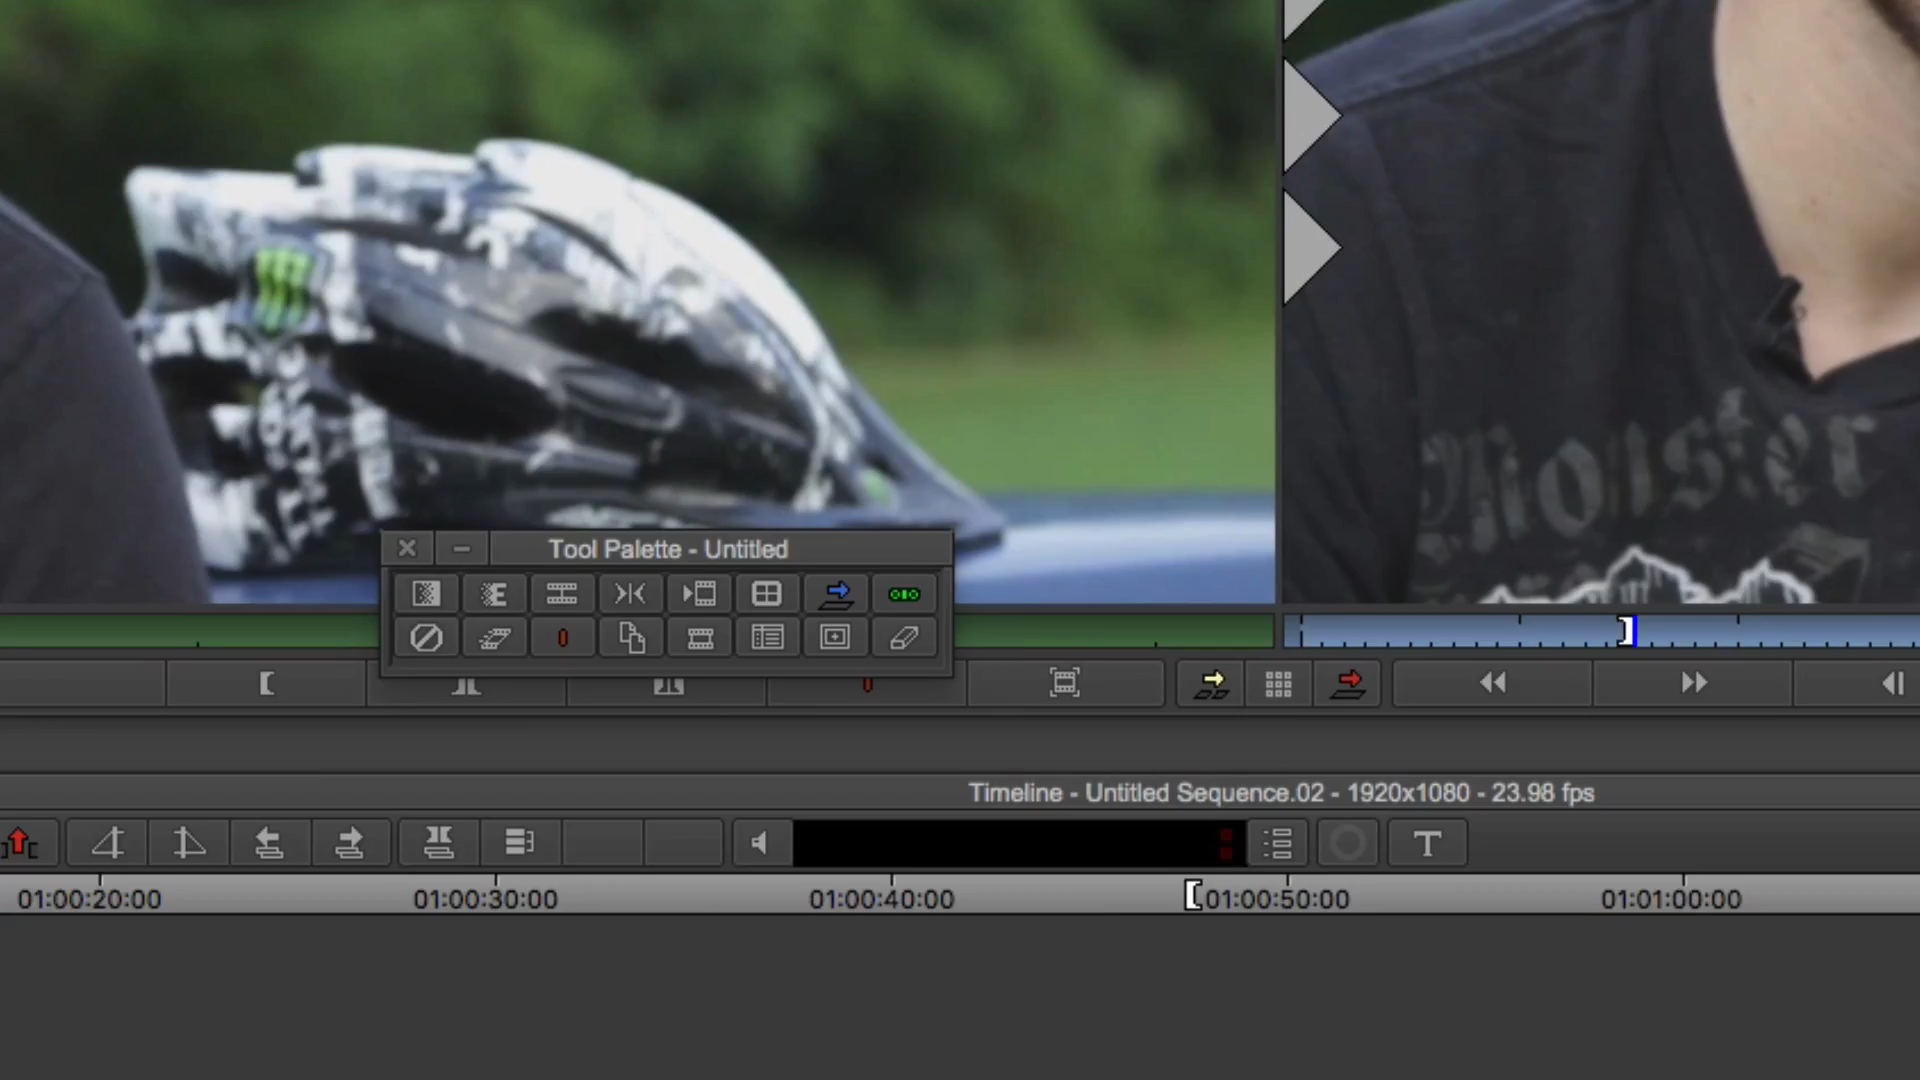 Monster
Tool Palette - Untitled
Timeline - Untitled Sequence.02 - 1920x1080 - 23.98 fps
T
01:00:20:00 01:00:30:00 01:00:40:00 01:00:50:00 01:01:00:00